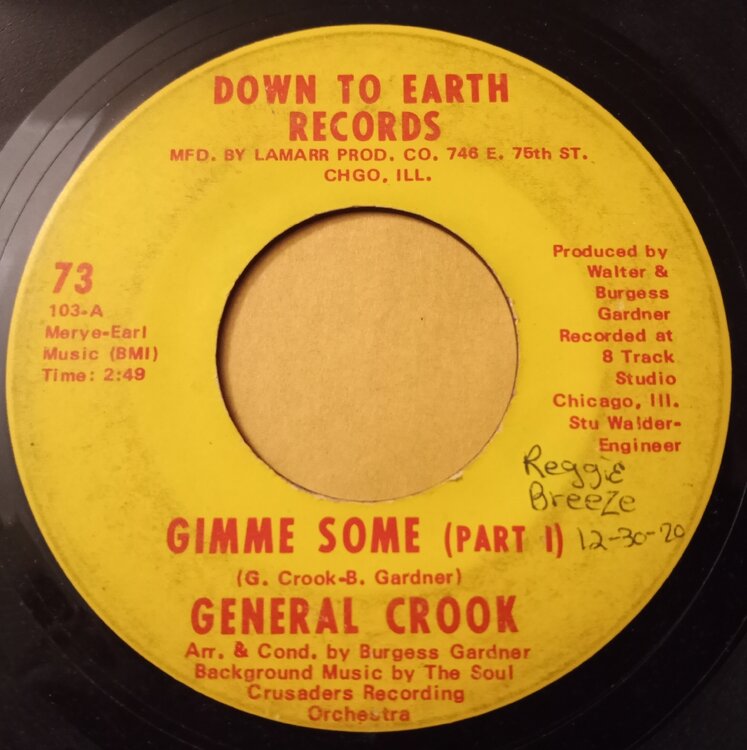 DOWN TO EARTH
RECORDS
MFD. BY LAMARR PROD. CO. 746 E. 75th ST.
CHGO, ILL.
73
103-A
Merye-Earl
Music (BMI)
Time: 2:49
Produced by
Walter &
Burgess
Gardner
Recorded at
8 Track
Studio
Chicago, Ill.
Stu Walder-
Engineer
Reggie
Breeze
12-30-70
GIMME SOME (PART I)
(G. Crook-B. Gardner)
GENERAL CROOK
Arr. & Cond. by Burgess Gardner
Background Music by The Soul
Crusaders Recording
Orchestra